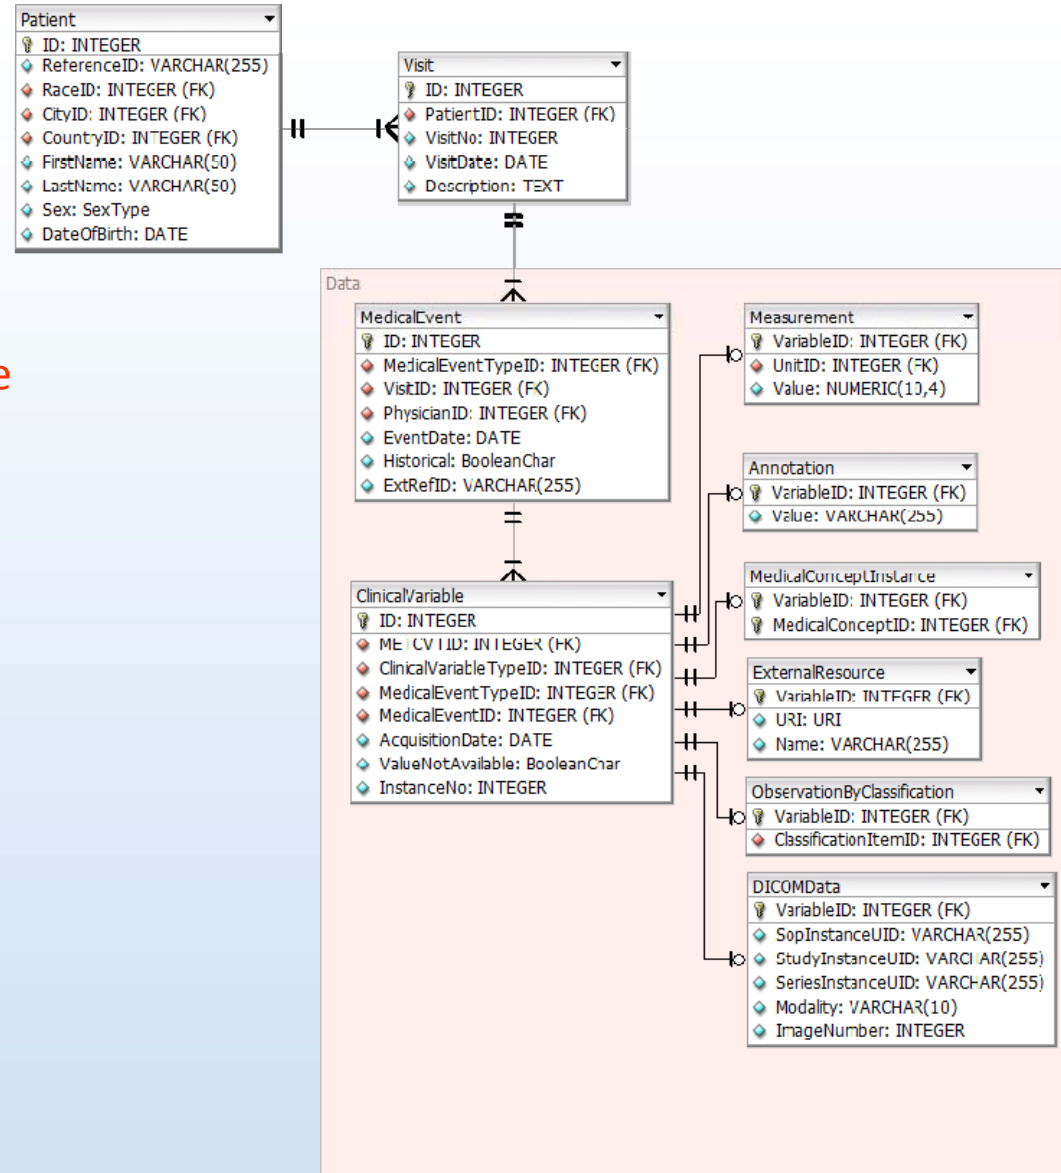 Patient
ID: INTEGER
ReferenceID: VARCHAR(255)
RaceID: INTEGER (FK)
CityID: INTEGER (FK)
CountryID: INTEGER (FK)
FirstName: VARCHAR(50)
LastName: VARCHAR(50)
Sex: SexType
DateOfBirth: DATE
Visit
ID: INTEGER
PatientID: INTEGER (FK)
VisitNo: INTEGER
VisitDate: DATE
Description: TEXT
e
Data
MedicalEvent
ID: INTEGER
MedicalEventTypeID: INTEGER (FK)
VisitID: INTEGER (FK)
PhysicianID: INTEGER (FK)
EventDate: DATE
Historical: BooleanChar
ExtRefID: VARCHAR(255)
ClinicalVariable
ID: INTEGER
METCVTID: INTEGER (FK)
ClinicalVariableTypeID: INTEGER (FK)
MedicalEventTypeID: INTEGER (FK)
MedicalEventID: INTEGER (FK)
AcquisitionDate: DATE
ValueNotAvailable: BooleanChar
InstanceNo: INTEGER
Measurement
VariableID: INTEGER (FK)
UnitID: INTEGER (FK)
Value: NUMERIC(10,4)
Annotation
VariableID: INTEGER (FK)
Value: VARCHAR(255)
MedicalConceptInstance
VariableID: INTEGER (FK)
MedicalConceptID: INTEGER (FK)
ExternalResource
VariableID: INTEGER (FK)
URI: URI
Name: VARCHAR(255)
ObservationByClassification
VariableID: INTEGER (FK)
ClassificationItemID: INTEGER (FK)
DICOMData
VariableID: INTEGER (FK)
SopInstanceUID: VARCHAR(255)
StudyInstanceUID: VARCHAR(255)
SeriesInstanceUID: VARCHAR(255)
Modality: VARCHAR(10)
ImageNumber: INTEGER